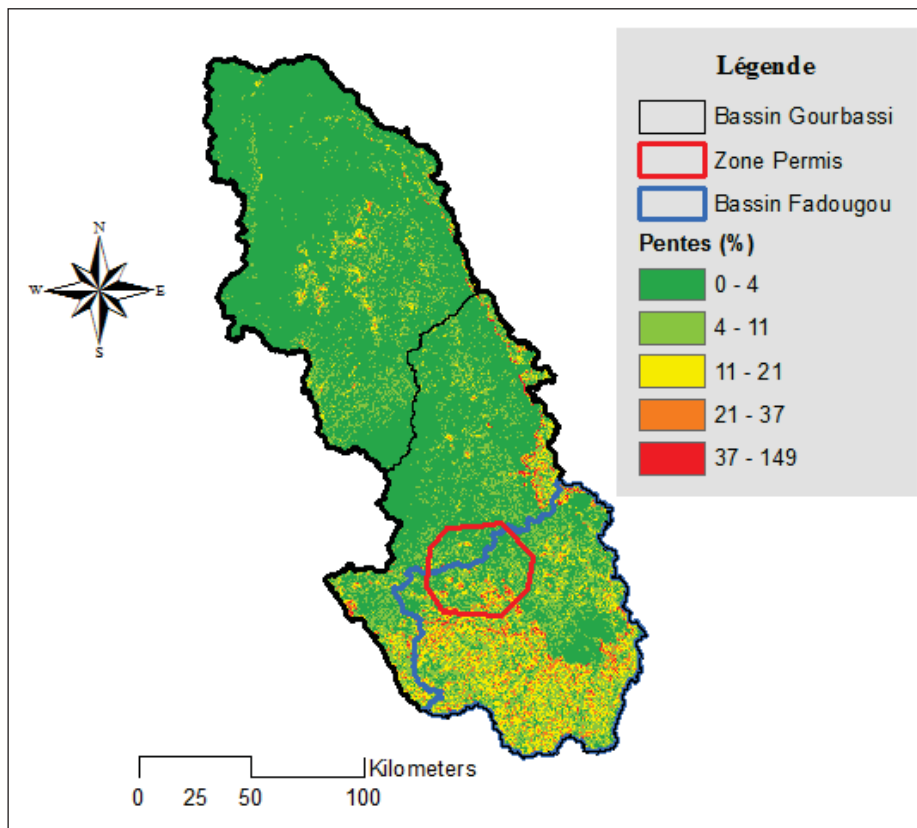 Légende
Bassin Gourbassi
Zone Permis
Bassin Fadougou
Pentes (%)
0 - 4
4 - 11
11 - 21
21 - 37
37 - 149
N
W
E
S
Kilometers
0 25 50 100